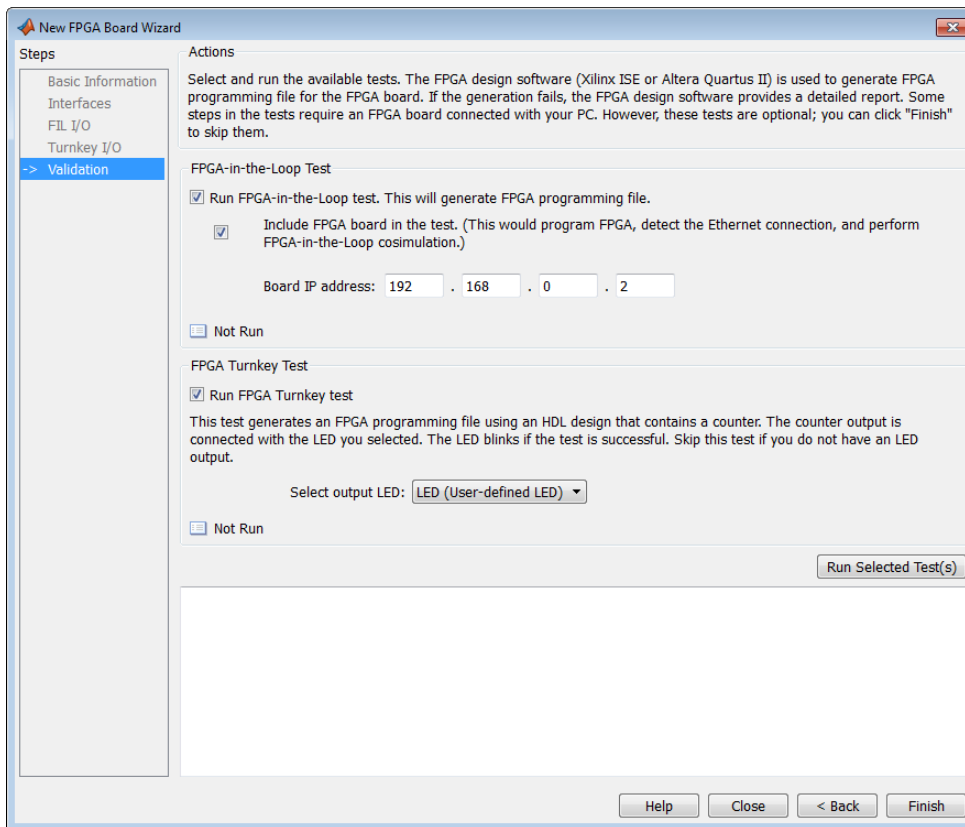 New FPGA Board Wizard
Steps
Basic Information
Interfaces
FIL I/O
Turnkey I/O
-> Validation
Actions
Select and run the available tests. The FPGA design software (Xilinx ISE or Altera Quartus II) is used to generate FPGA
programming file for the FPGA board. If the generation fails, the FPGA design software provides a detailed report. Some
steps in the tests require an FPGA board connected with your PC. However, these tests are optional; you can click "Finish"
to skip them.
FPGA-in-the-Loop Test
Run FPGA-in-the-Loop test. This will generate FPGA programming file.
Include FPGA board in the test. (This would program FPGA, detect the Ethernet connection, and perform
FPGA-in-the-Loop cosimulation.)
Board IP address: 192 . 168 . 0 . 2
Not Run
FPGA Turnkey Test
Run FPGA Turnkey test
This test generates an FPGA programming file using an HDL design that contains a counter. The counter output is
connected with the LED you selected. The LED blinks if the test is successful. Skip this test if you do not have an LED
output.
Select output LED: LED (User-defined LED)
Not Run
Run Selected Test(s)
Help Close < Back Finish